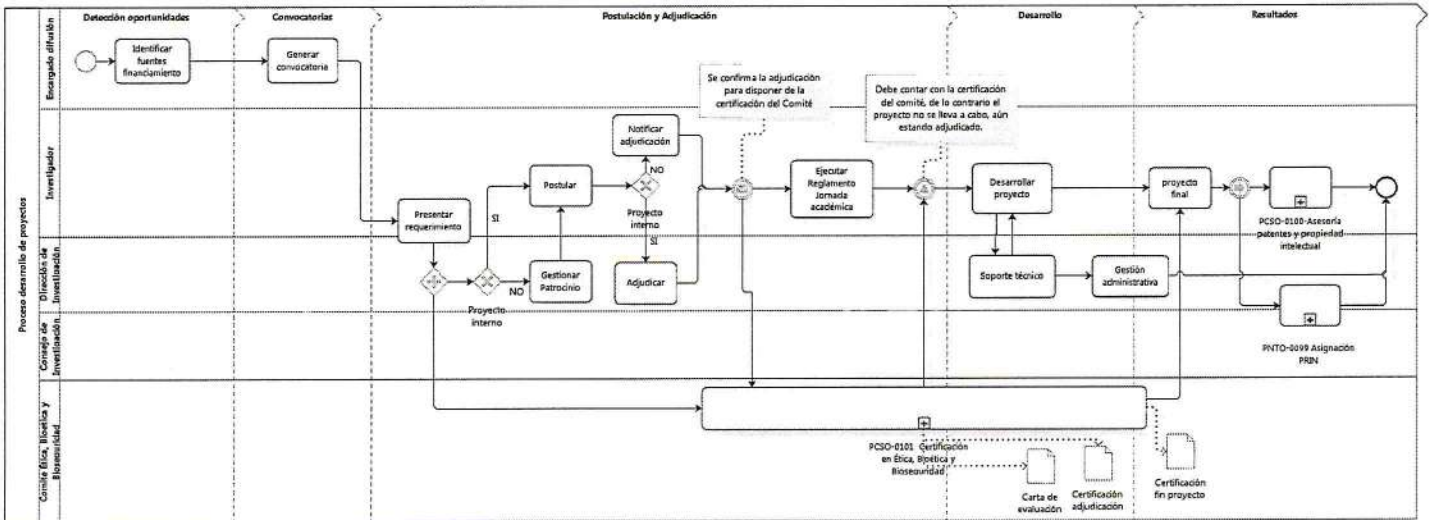 Detección oportunidades
Convocatorias
Postulación y Adjudicación
Desarrollo
Resultados
Proceso desarrollo de proyectos
Encargado difusión
Identificar
fuentes
financiamiento
Generar
convocatoria
Se confirma la adjudicación
para disponer de la
certificación del Comité
Debe contar con la certificación
del comité, de lo contrario el
proyecto no se lleva a cabo, aún
estando adjudicado.
Investigador
Notificar
adjudicación
NO
Postular
Proyecto
interno
SI
SI
Presentar
requerimiento
Ejecutar
Reglamento
Jornada
académica
Desarrollar
proyecto
proyecto
final
PCSO-0100-Asesoría
patentes y propiedad
intelectual
Dirección de
Investigación
NO
Proyecto
interno
Gestionar
Patrocinio
Adjudicar
Soporte técnico
Gestión
administrativa
Consejo de
Investigación
PNTO-0099 Asignación
PRIN
Comité Ética, Bioética y
Bioseguridad
PCSO-0101 Certificación
en Ética, Bioética y
Bioseguridad
Carta de
evaluación
Certificación
adjudicación
Certificación
fin proyecto